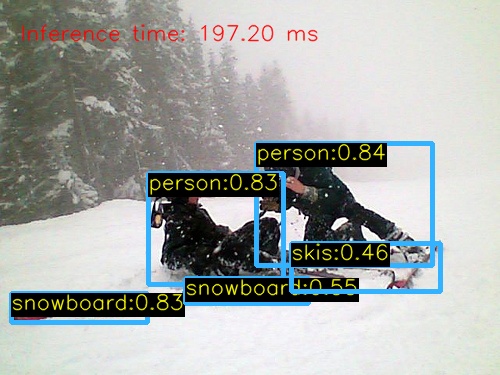 Inference time: 197.20 ms
person:0.84
person:0.83
skis:0.46
snowboard:0.55
snowboard:0.83